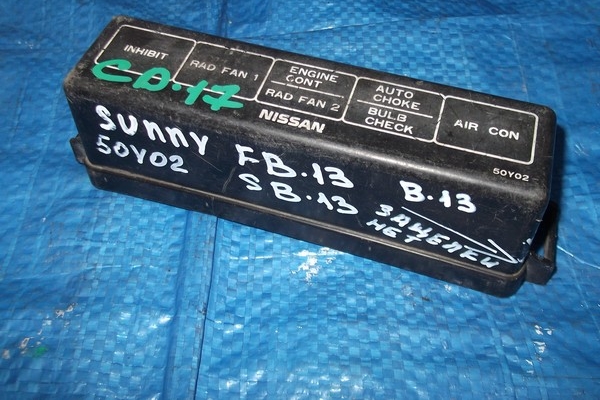 INHIBIT
RAD FAN 1
ENGINE CONT
RAD FAN 2
AUTO CHOKE
BULB CHECK
AIR CON
NISSAN
50Y02
CD·17
SUNNY
50Y02
FB·13
SB·13
B·13
ЗАЩЕЛКИ
НЕТ